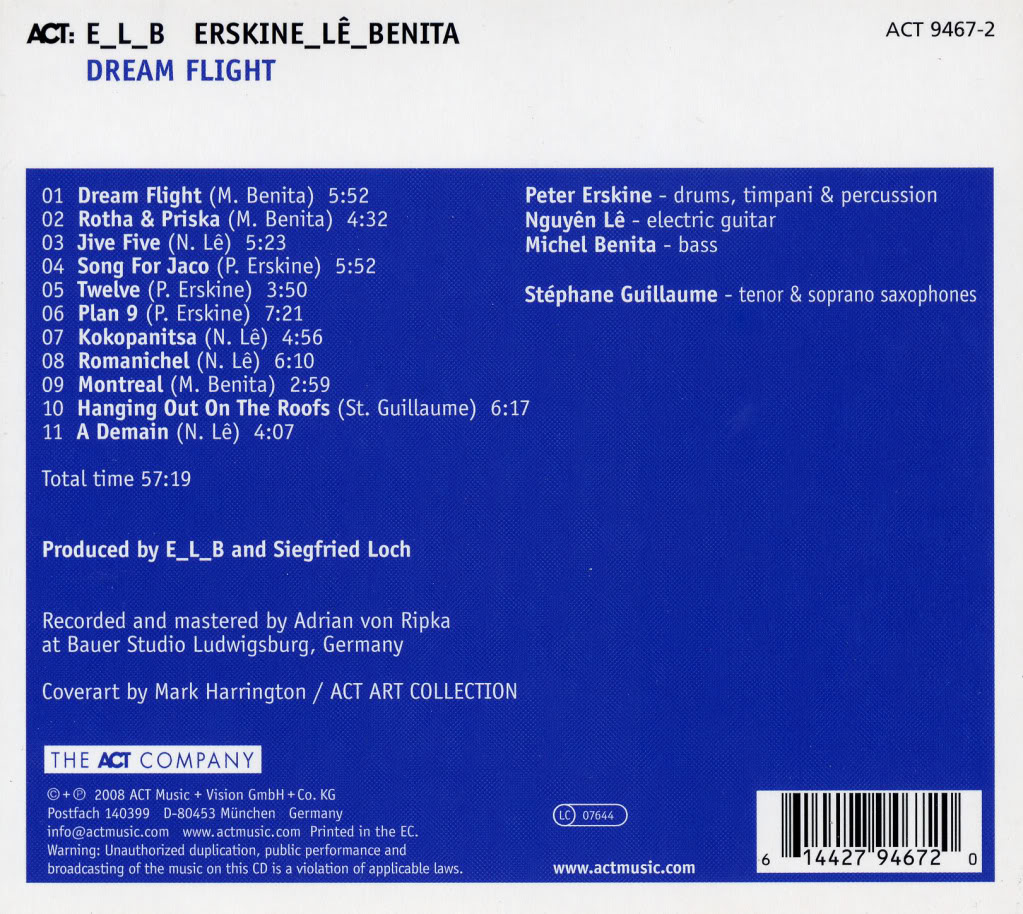 ACT: E_L_B ERSKINE_LÊ_BENITA
DREAM FLIGHT
ACT 9467-2
01 Dream Flight (M. Benita) 5:52
02 Rotha & Priska (M. Benita) 4:32
03 Jive Five (N. Lê) 5:23
04 Song For Jaco (P. Erskine) 5:52
05 Twelve (P. Erskine) 3:50
06 Plan 9 (P. Erskine) 7:21
07 Kokopanitsa (N. Lê) 4:56
08 Romanichel (N. Lê) 6:10
09 Montreal (M. Benita) 2:59
10 Hanging Out On The Roofs (St. Guillaume) 6:17
11 A Demain (N. Lê) 4:07
Total time 57:19
Peter Erskine - drums, timpani & percussion
Nguyên Lê - electric guitar
Michel Benita - bass
Stéphane Guillaume - tenor & soprano saxophones
Produced by E_L_B and Siegfried Loch
Recorded and mastered by Adrian von Ripka
at Bauer Studio Ludwigsburg, Germany
Coverart by Mark Harrington / ACT ART COLLECTION
THE ACT COMPANY
© + ℗ 2008 ACT Music + Vision GmbH + Co. KG
Postfach 140399 D-80453 München Germany
info@actmusic.com www.actmusic.com Printed in the EC.
Warning: Unauthorized duplication, public performance and
broadcasting of the music on this CD is a violation of applicable laws.
LC 07644
www.actmusic.com
6 14427 94672 0